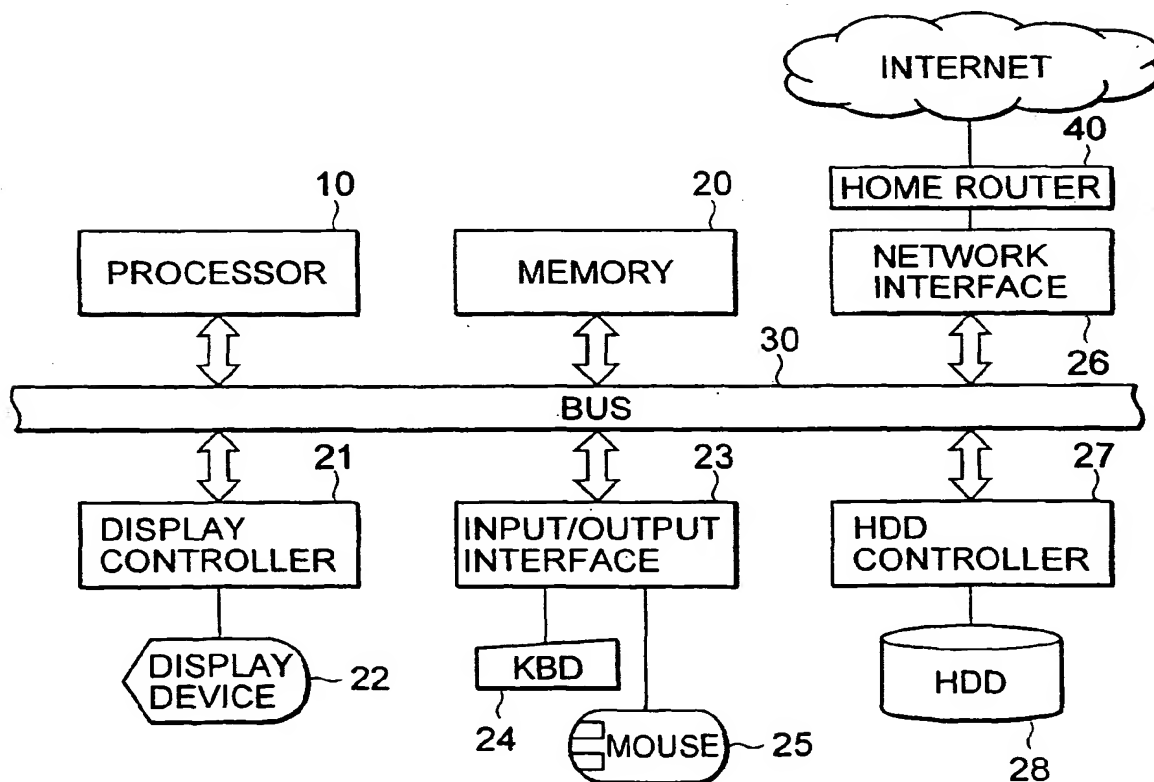 INTERNET
40
HOME ROUTER
10
PROCESSOR
20
MEMORY
NETWORK
INTERFACE
26
30
BUS
21
DISPLAY
CONTROLLER
23
INPUT/OUTPUT
INTERFACE
27
HDD
CONTROLLER
DISPLAY
DEVICE
22
KBD
24
MOUSE
25
HDD
28